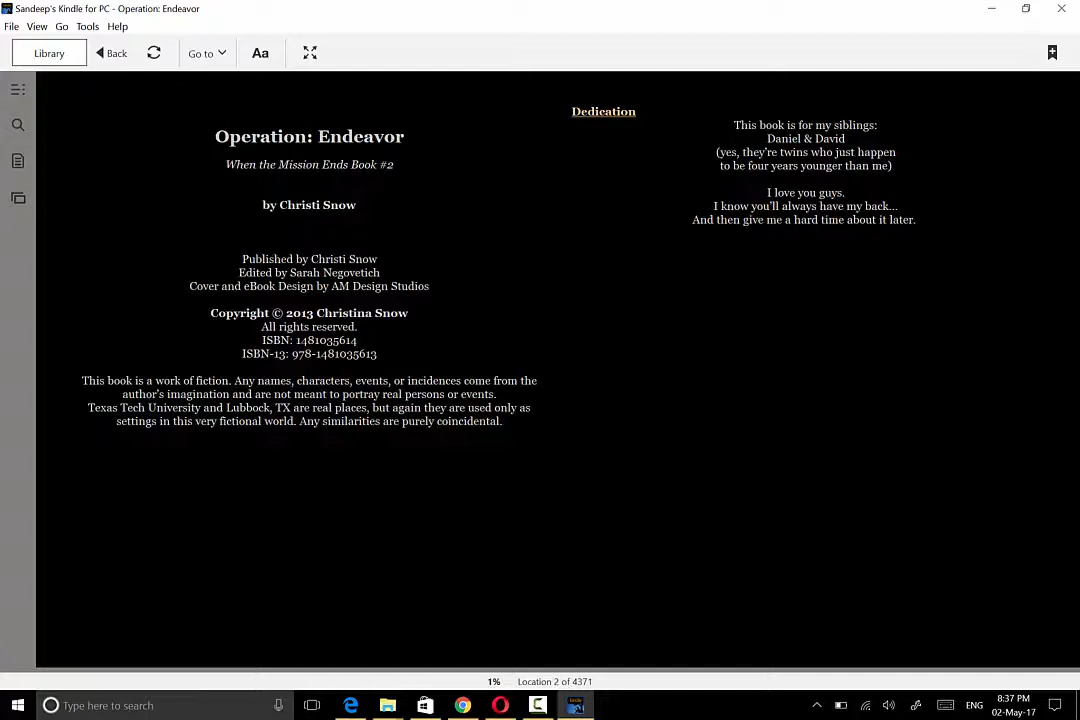 Sandeep's Kindle for PC - Operation: Endeavor
File View Go Tools Help
Library Back Go to Aa
Operation: Endeavor
When the Mission Ends Book #2
by Christi Snow
Published by Christi Snow
Edited by Sarah Negovetich
Cover and eBook Design by AM Design Studios
Copyright © 2013 Christina Snow
All rights reserved.
ISBN: 1481035614
ISBN-13: 978-1481035613
This book is a work of fiction. Any names, characters, events, or incidences come from the
author's imagination and are not meant to portray real persons or events.
Texas Tech University and Lubbock, TX are real places, but again they are used only as
settings in this very fictional world. Any similarities are purely coincidental.
Dedication
This book is for my siblings:
Daniel & David
(yes, they're twins who just happen
to be four years younger than me)
I love you guys.
I know you'll always have my back...
And then give me a hard time about it later.
1% Location 2 of 4371
Type here to search
ENG
8:37 PM
02-May-17